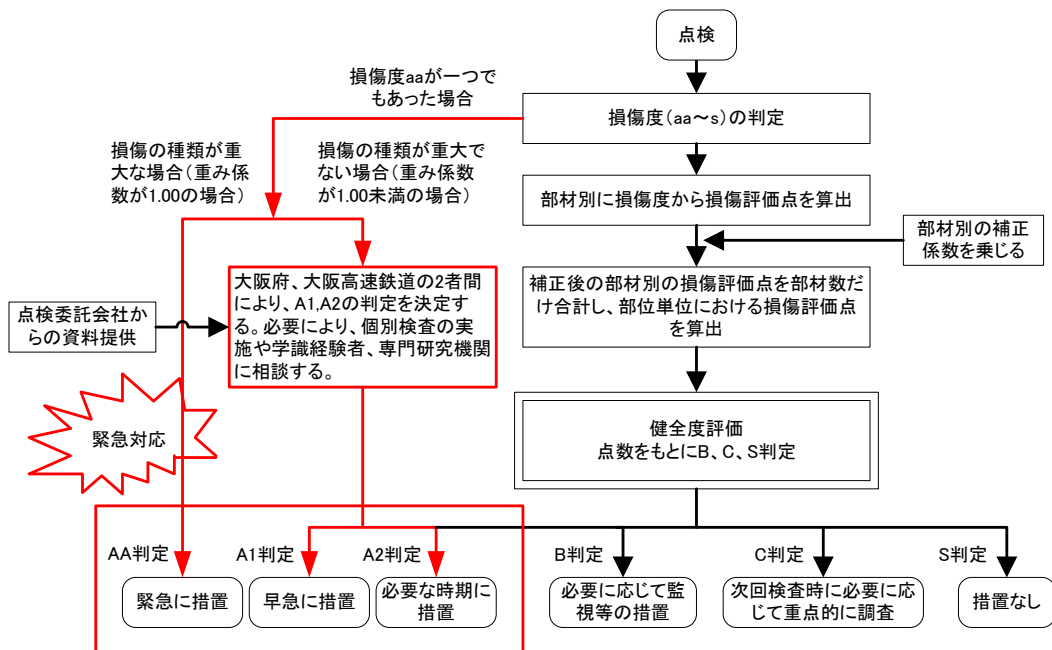 点検
損傷度aaが一つで
もあった場合
損傷度(aa～s)の判定
損傷の種類が重
大な場合(重み係
数が1.00の場合)
損傷の種類が重大で
ない場合(重み係数
が1.00未満の場合)
部材別に損傷度から損傷評価点を算出
部材別の補正
係数を乗じる
大阪府、大阪高速鉄道の2者間
により、A1,A2の判定を決定す
る。必要により、個別検査の実
施や学識経験者、専門研究機関
に相談する。
補正後の部材別の損傷評価点を部材数だ
け合計し、部位単位における損傷評価点
を算出
点検委託会社か
らの資料提供
緊急対応
健全度評価
点数をもとにB、C、S判定
AA判定
A1判定
A2判定
B判定
C判定
S判定
緊急に措置
早急に措置
必要な時期に
措置
必要に応じて監
視等の措置
次回検査時に必要に応
じて重点的に調査
措置なし